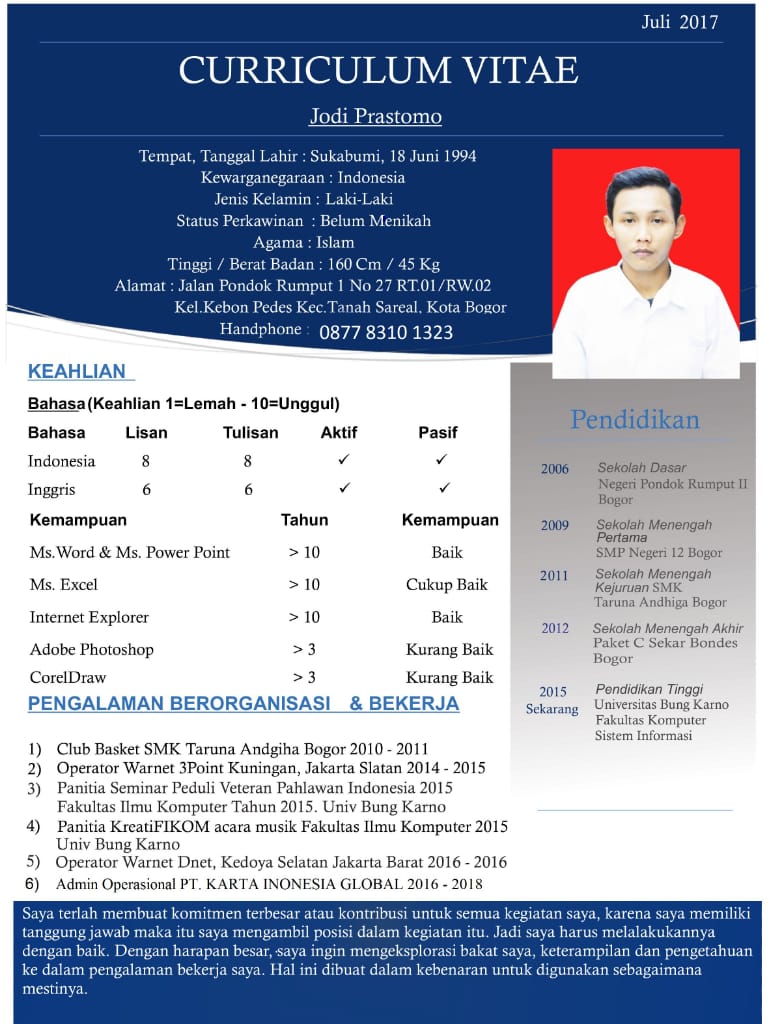 Juli 2017
CURRICULUM VITAE
Jodi Prastomo
Tempat, Tanggal Lahir : Sukabumi, 18 Juni 1994
Kewarganegaraan : Indonesia
Jenis Kelamin : Laki-Laki
Status Perkawinan : Belum Menikah
Agama : Islam
Tinggi / Berat Badan : 160 Cm / 45 Kg
Alamat : Jalan Pondok Rumput 1 No 27 RT.01/RW.02
Kel.Kebon Pedes Kec.Tanah Sareal, Kota Bogor
Handphone : 0877 8310 1323
KEAHLIAN
Bahasa (Keahlian 1=Lemah - 10=Unggul)
Bahasa Lisan Tulisan Aktif Pasif
Indonesia 8 8 ✓ ✓
Inggris 6 6 ✓ ✓
Kemampuan Tahun Kemampuan
Ms.Word & Ms. Power Point > 10 Baik
Ms. Excel > 10 Cukup Baik
Internet Explorer > 10 Baik
Adobe Photoshop > 3 Kurang Baik
CorelDraw > 3 Kurang Baik
PENGALAMAN BERORGANISASI & BEKERJA
1) Club Basket SMK Taruna Andgiha Bogor 2010 - 2011
2) Operator Warnet 3Point Kuningan, Jakarta Slatan 2014 - 2015
3) Panitia Seminar Peduli Veteran Pahlawan Indonesia 2015
Fakultas Ilmu Komputer Tahun 2015. Univ Bung Karno
4) Panitia KreatiFIKOM acara musik Fakultas Ilmu Komputer 2015
Univ Bung Karno
5) Operator Warnet Dnet, Kedoya Selatan Jakarta Barat 2016 - 2016
6) Admin Operasional PT. KARTA INONESIA GLOBAL 2016 - 2018
Pendidikan
2006 Sekolah Dasar
Negeri Pondok Rumput II
Bogor
2009 Sekolah Menengah
Pertama
SMP Negeri 12 Bogor
2011 Sekolah Menengah
Kejuruan SMK
Taruna Andhiga Bogor
2012 Sekolah Menengah Akhir
Paket C Sekar Bondes
Bogor
2015 Pendidikan Tinggi
Sekarang Universitas Bung Karno
Fakultas Komputer
Sistem Informasi
Saya terlah membuat komitmen terbesar atau kontribusi untuk semua kegiatan saya, karena saya memiliki
tanggung jawab maka itu saya mengambil posisi dalam kegiatan itu. Jadi saya harus melalakukannya
dengan baik. Dengan harapan besar, saya ingin mengeksplorasi bakat saya, keterampilan dan pengetahuan
ke dalam pengalaman bekerja saya. Hal ini dibuat dalam kebenaran untuk digunakan sebagaimana
mestinya.